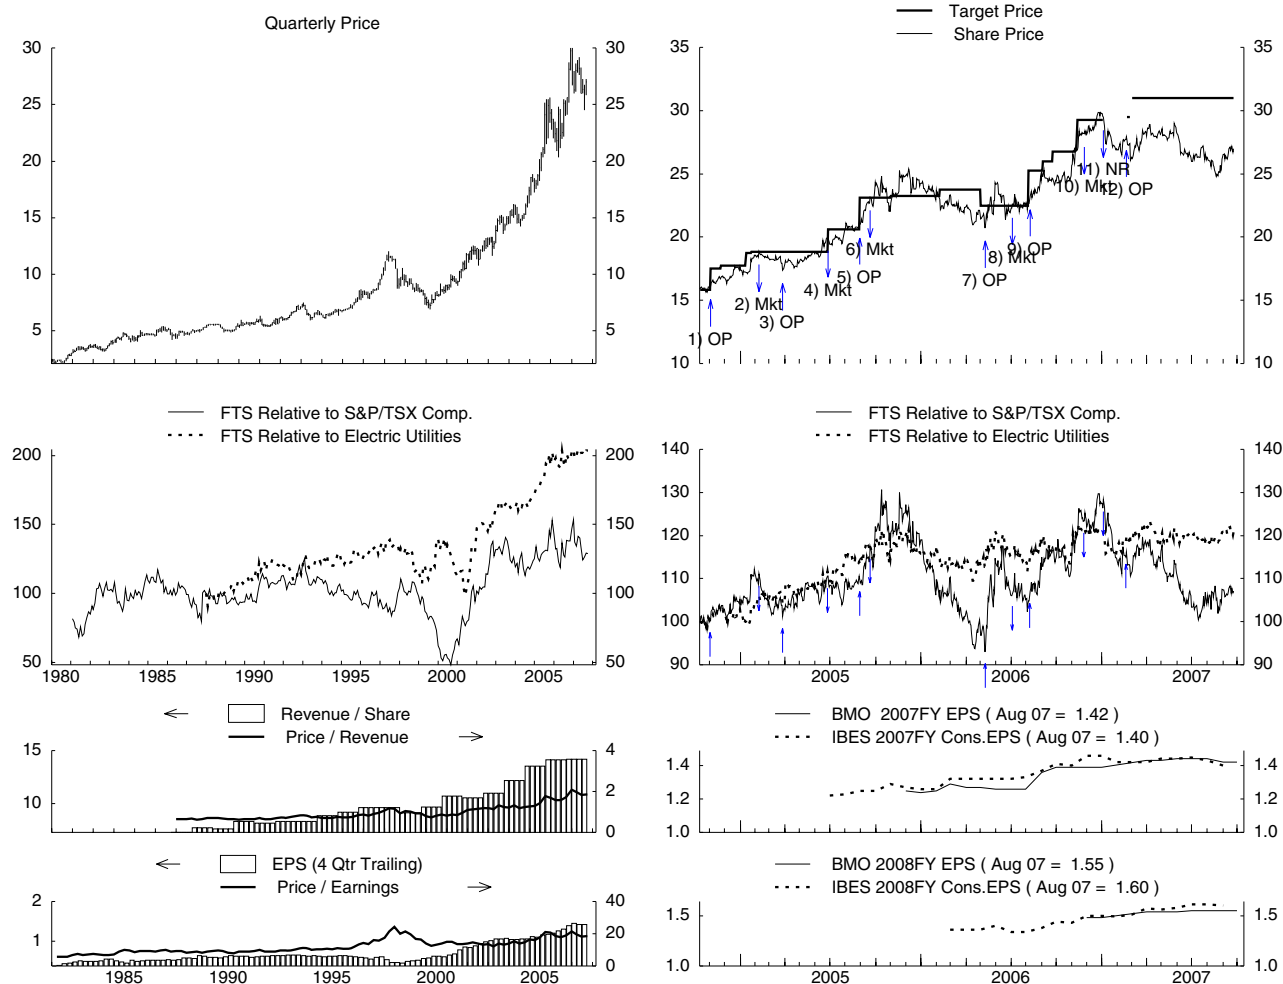 Quarterly Price
30 30
25 25
20 20
15 15
10 10
5 5
Target Price
Share Price
35 35
30 30
25 25
20 20
15 15
10 10
1) OP
2) Mkt
3) OP
4) Mkt
5) OP
6) Mkt
7) OP
8) Mkt
9) OP
10) Mkt
11) NR
12) OP
FTS Relative to S&P/TSX Comp.
FTS Relative to Electric Utilities
200 200
150 150
100 100
50 50
1980 1985 1990 1995 2000 2005
FTS Relative to S&P/TSX Comp.
FTS Relative to Electric Utilities
140 140
130 130
120 120
110 110
100 100
90 90
2005 2006 2007
Revenue / Share
Price / Revenue
15 4
10 2
0
BMO 2007FY EPS ( Aug 07 = 1.42 )
IBES 2007FY Cons.EPS ( Aug 07 = 1.40 )
1.4 1.4
1.2 1.2
1.0 1.0
EPS (4 Qtr Trailing)
Price / Earnings
2 40
1 20
0
1985 1990 1995 2000 2005
BMO 2008FY EPS ( Aug 07 = 1.55 )
IBES 2008FY Cons.EPS ( Aug 07 = 1.60 )
1.5 1.5
1.0 1.0
2005 2006 2007